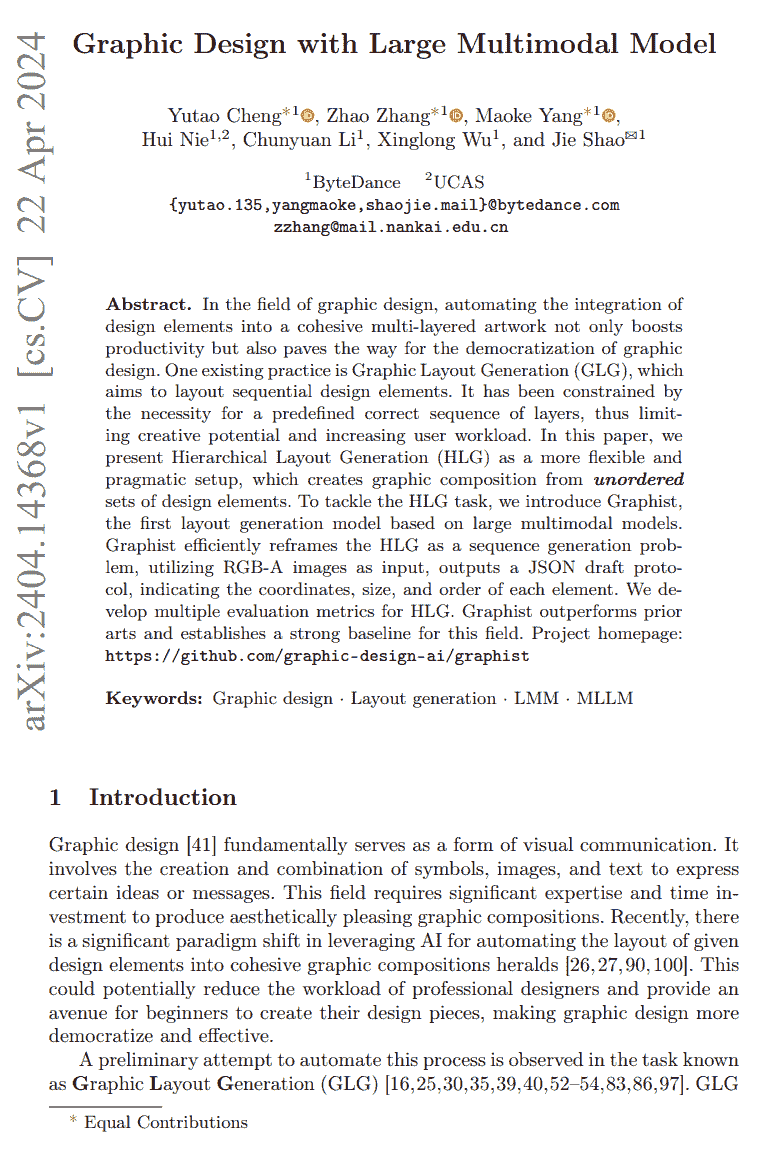 Graphic Design with Large Multimodal Model
Yutao Cheng*1, Zhao Zhang*1, Maoke Yang*1,
Hui Nie1,2, Chunyuan Li1, Xinglong Wu1, and Jie Shao✉1
1ByteDance 2UCAS
{yutao.135,yangmaoke,shaojie.mail}@bytedance.com
zzhang@mail.nankai.edu.cn
arXiv:2404.14368v1 [cs.CV] 22 Apr 2024
Abstract. In the field of graphic design, automating the integration of
design elements into a cohesive multi-layered artwork not only boosts
productivity but also paves the way for the democratization of graphic
design. One existing practice is Graphic Layout Generation (GLG), which
aims to layout sequential design elements. It has been constrained by
the necessity for a predefined correct sequence of layers, thus limit-
ing creative potential and increasing user workload. In this paper, we
present Hierarchical Layout Generation (HLG) as a more flexible and
pragmatic setup, which creates graphic composition from unordered
sets of design elements. To tackle the HLG task, we introduce Graphist,
the first layout generation model based on large multimodal models.
Graphist efficiently reframes the HLG as a sequence generation prob-
lem, utilizing RGB-A images as input, outputs a JSON draft proto-
col, indicating the coordinates, size, and order of each element. We de-
velop multiple evaluation metrics for HLG. Graphist outperforms prior
arts and establishes a strong baseline for this field. Project homepage:
https://github.com/graphic-design-ai/graphist
Keywords: Graphic design · Layout generation · LMM · MLLM
1 Introduction
Graphic design [41] fundamentally serves as a form of visual communication. It
involves the creation and combination of symbols, images, and text to express
certain ideas or messages. This field requires significant expertise and time in-
vestment to produce aesthetically pleasing graphic compositions. Recently, there
is a significant paradigm shift in leveraging AI for automating the layout of given
design elements into cohesive graphic compositions heralds [26,27,90,100]. This
could potentially reduce the workload of professional designers and provide an
avenue for beginners to create their design pieces, making graphic design more
democratize and effective.
A preliminary attempt to automate this process is observed in the task known
as Graphic Layout Generation (GLG) [16,25,30,35,39,40,52–54,83,86,97]. GLG
* Equal Contributions